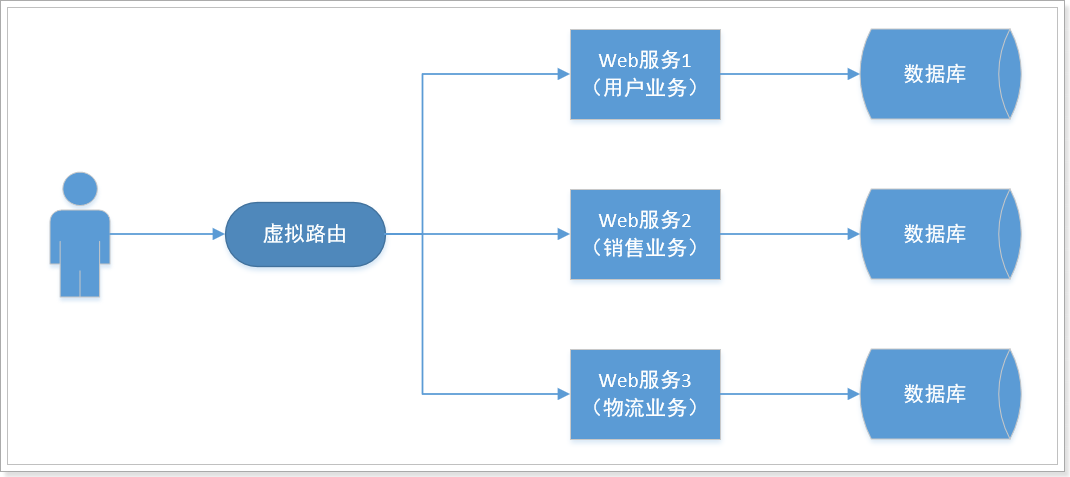 Web服务1
（用户业务）
数据库
虚拟路由
Web服务2
（销售业务）
数据库
Web服务3
（物流业务）
数据库